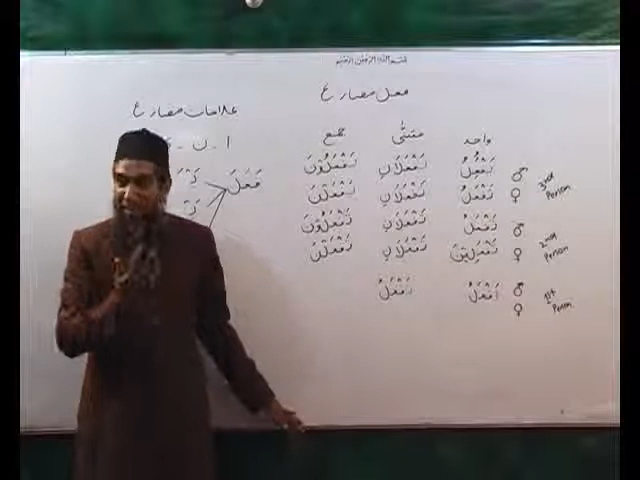 بسم الله الرحمن الرحيم
علامات مضارع
فعل مضارع
ا - ن -
فَعَلَ
واحد مثنّى جمع
يَفْعَلُ يَفْعَلَانِ يَفْعَلُوْنَ ♂ 3rd Person
تَفْعَلُ تَفْعَلَانِ يَفْعَلْنَ ♀
تَفْعَلُ تَفْعَلَانِ تَفْعَلُوْنَ ♂ 2nd Person
تَفْعَلِيْنَ تَفْعَلَانِ تَفْعَلْنَ ♀
اَفْعَلُ نَفْعَلُ ♂ 1st Person
♀